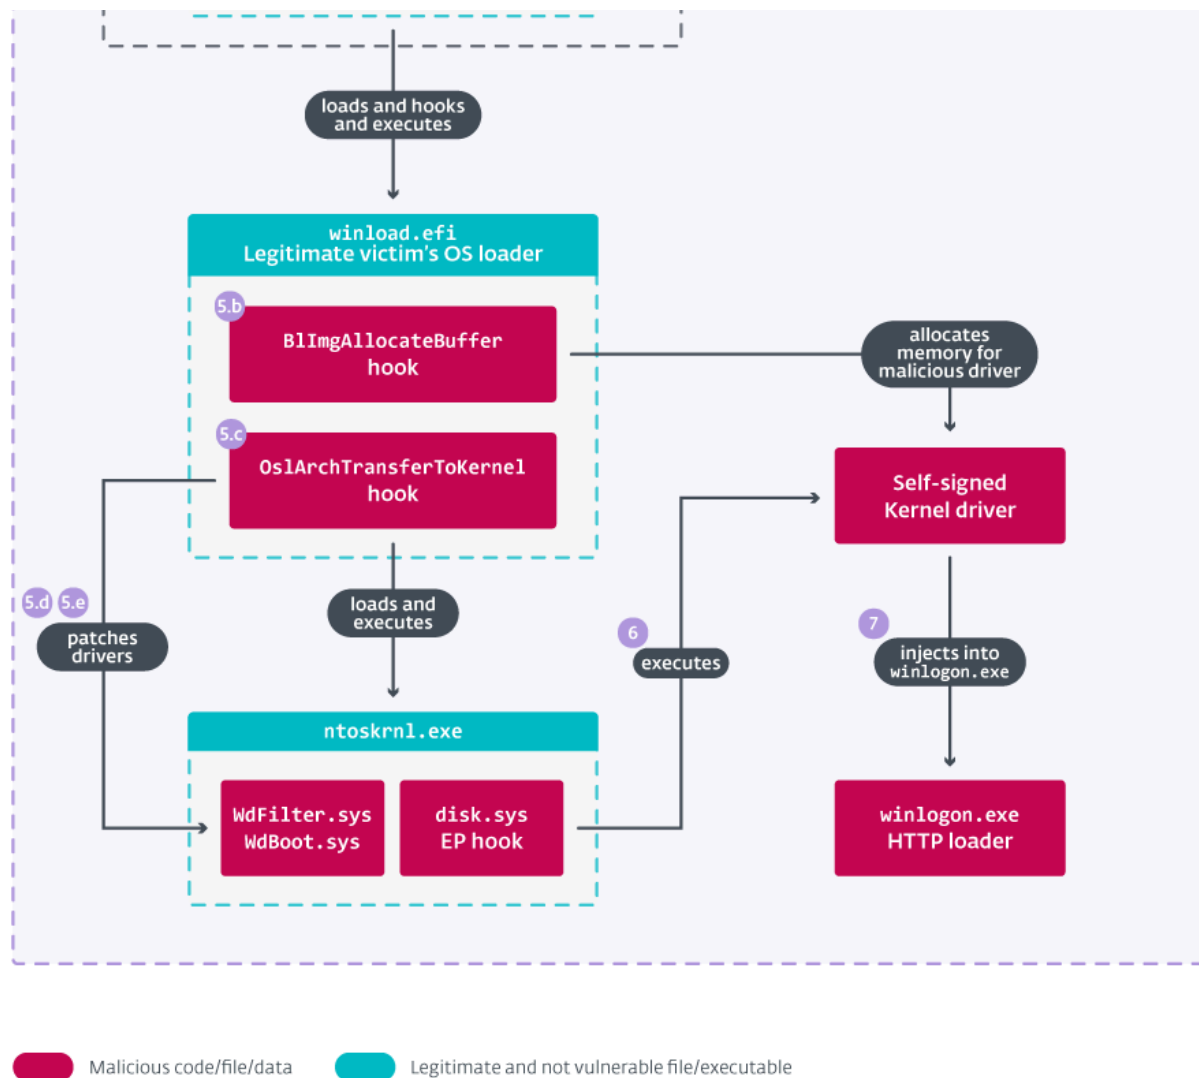 loads and hooks
and executes
winload.efi
Legitimate victim's OS loader
5.b
BlImgAllocateBuffer
hook
allocates
memory for
malicious driver
5.c
OslArchTransferToKernel
hook
Self-signed
Kernel driver
5.d 5.e
patches
drivers
loads and
executes
6
executes
7
injects into
winlogon.exe
ntoskrnl.exe
WdFilter.sys
WdBoot.sys
disk.sys
EP hook
winlogon.exe
HTTP loader
Malicious code/file/data
Legitimate and not vulnerable file/executable